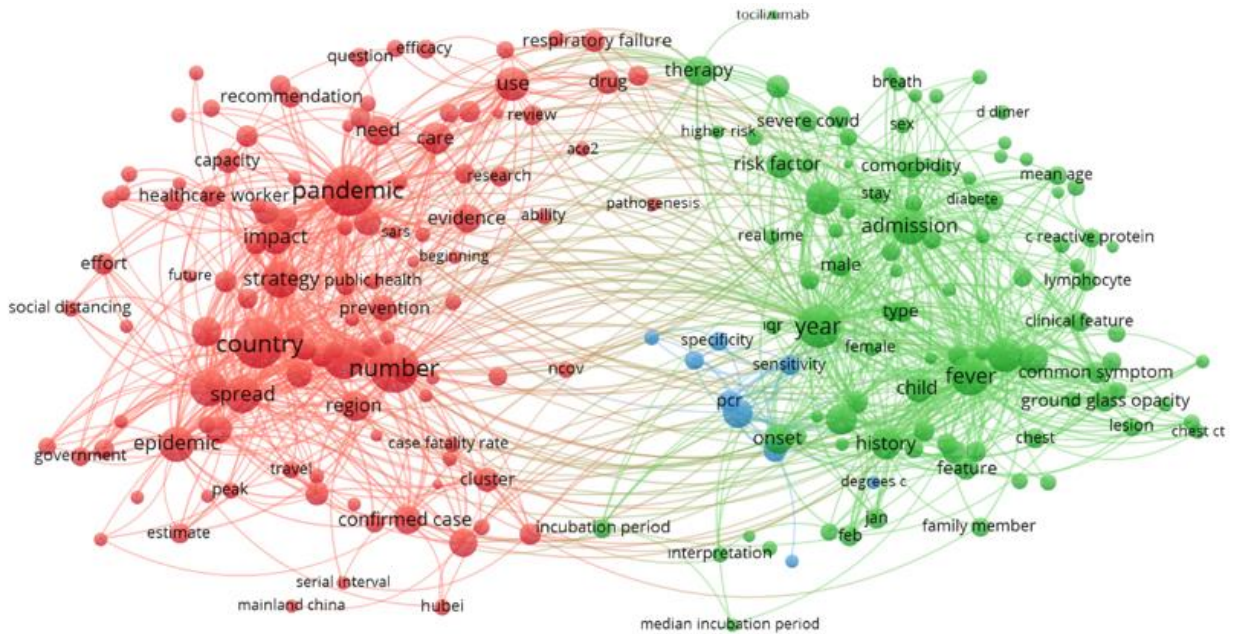 tocilizumab
question
efficacy
respiratory failure
use
drug
therapy
breath
recommendation
review
d dimer
need
care
severe covid
sex
higher risk
capacity
ace2
risk factor
comorbidity
healthcare worker
pandemic
research
stay
diabete
mean age
pathogenesis
evidence
ability
impact
sars
real time
admission
c reactive protein
beginning
effort
future
strategy
public health
male
lymphocyte
social distancing
prevention
type
clinical feature
iqr
year
specificity
country
female
sensitivity
number
ncov
fever
common symptom
spread
child
pcr
ground glass opacity
region
lesion
chest ct
epidemic
case fatality rate
onset
history
chest
government
travel
feature
cluster
degrees c
peak
confirmed case
incubation period
jan
family member
estimate
feb
interpretation
serial interval
mainland china
hubei
median incubation period